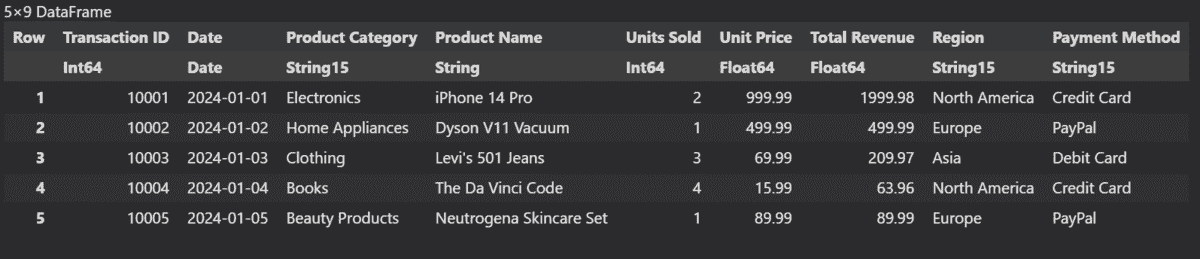 5×9 DataFrame
Row Transaction ID Date Product Category Product Name Units Sold Unit Price Total Revenue Region Payment Method
Int64 Date String15 String Int64 Float64 Float64 String15 String15
1 10001 2024-01-01 Electronics iPhone 14 Pro 2 999.99 1999.98 North America Credit Card
2 10002 2024-01-02 Home Appliances Dyson V11 Vacuum 1 499.99 499.99 Europe PayPal
3 10003 2024-01-03 Clothing Levi's 501 Jeans 3 69.99 209.97 Asia Debit Card
4 10004 2024-01-04 Books The Da Vinci Code 4 15.99 63.96 North America Credit Card
5 10005 2024-01-05 Beauty Products Neutrogena Skincare Set 1 89.99 89.99 Europe PayPal